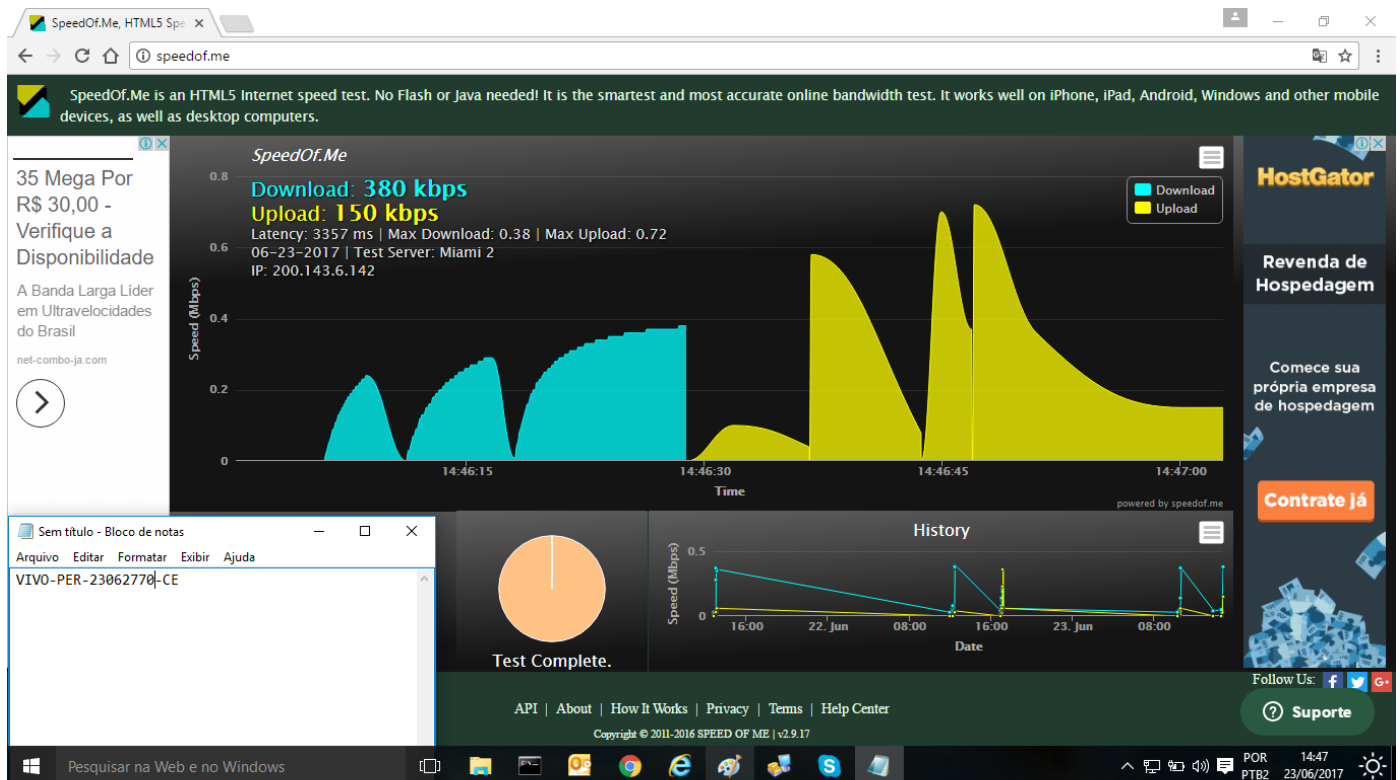 SpeedOf.Me, HTML5 Spe
speedof.me
SpeedOf.Me is an HTML5 Internet speed test. No Flash or Java needed! It is the smartest and most accurate online bandwidth test. It works well on iPhone, iPad, Android, Windows and other mobile
devices, as well as desktop computers.
35 Mega Por
R$ 30,00 -
Verifique a
Disponibilidade
A Banda Larga Líder
em Ultravelocidades
do Brasil
net-combo-ja.com
SpeedOf.Me
Download: 380 kbps
Upload: 150 kbps
Latency: 3357 ms | Max Download: 0.38 | Max Upload: 0.72
06-23-2017 | Test Server: Miami 2
IP: 200.143.6.142
Download
Upload
Speed (Mbps)
0.8
0.6
0.4
0.2
0
14:46:15 14:46:30 14:46:45 14:47:00
Time
powered by speedof.me
HostGator
Revenda de
Hospedagem
Comece sua
própria empresa
de hospedagem
Contrate já
Sem título - Bloco de notas
Arquivo Editar Formatar Exibir Ajuda
VIVO-PER-23062770-CE
Test Complete.
History
Speed (Mbps)
0.5
0
16:00 22. Jun 08:00 16:00 23. Jun 08:00
Date
Follow Us:
API | About | How It Works | Privacy | Terms | Help Center
Copyright © 2011-2016 SPEED OF ME | v2.9.17
Suporte
Pesquisar na Web e no Windows
POR
PTB2
14:47
23/06/2017